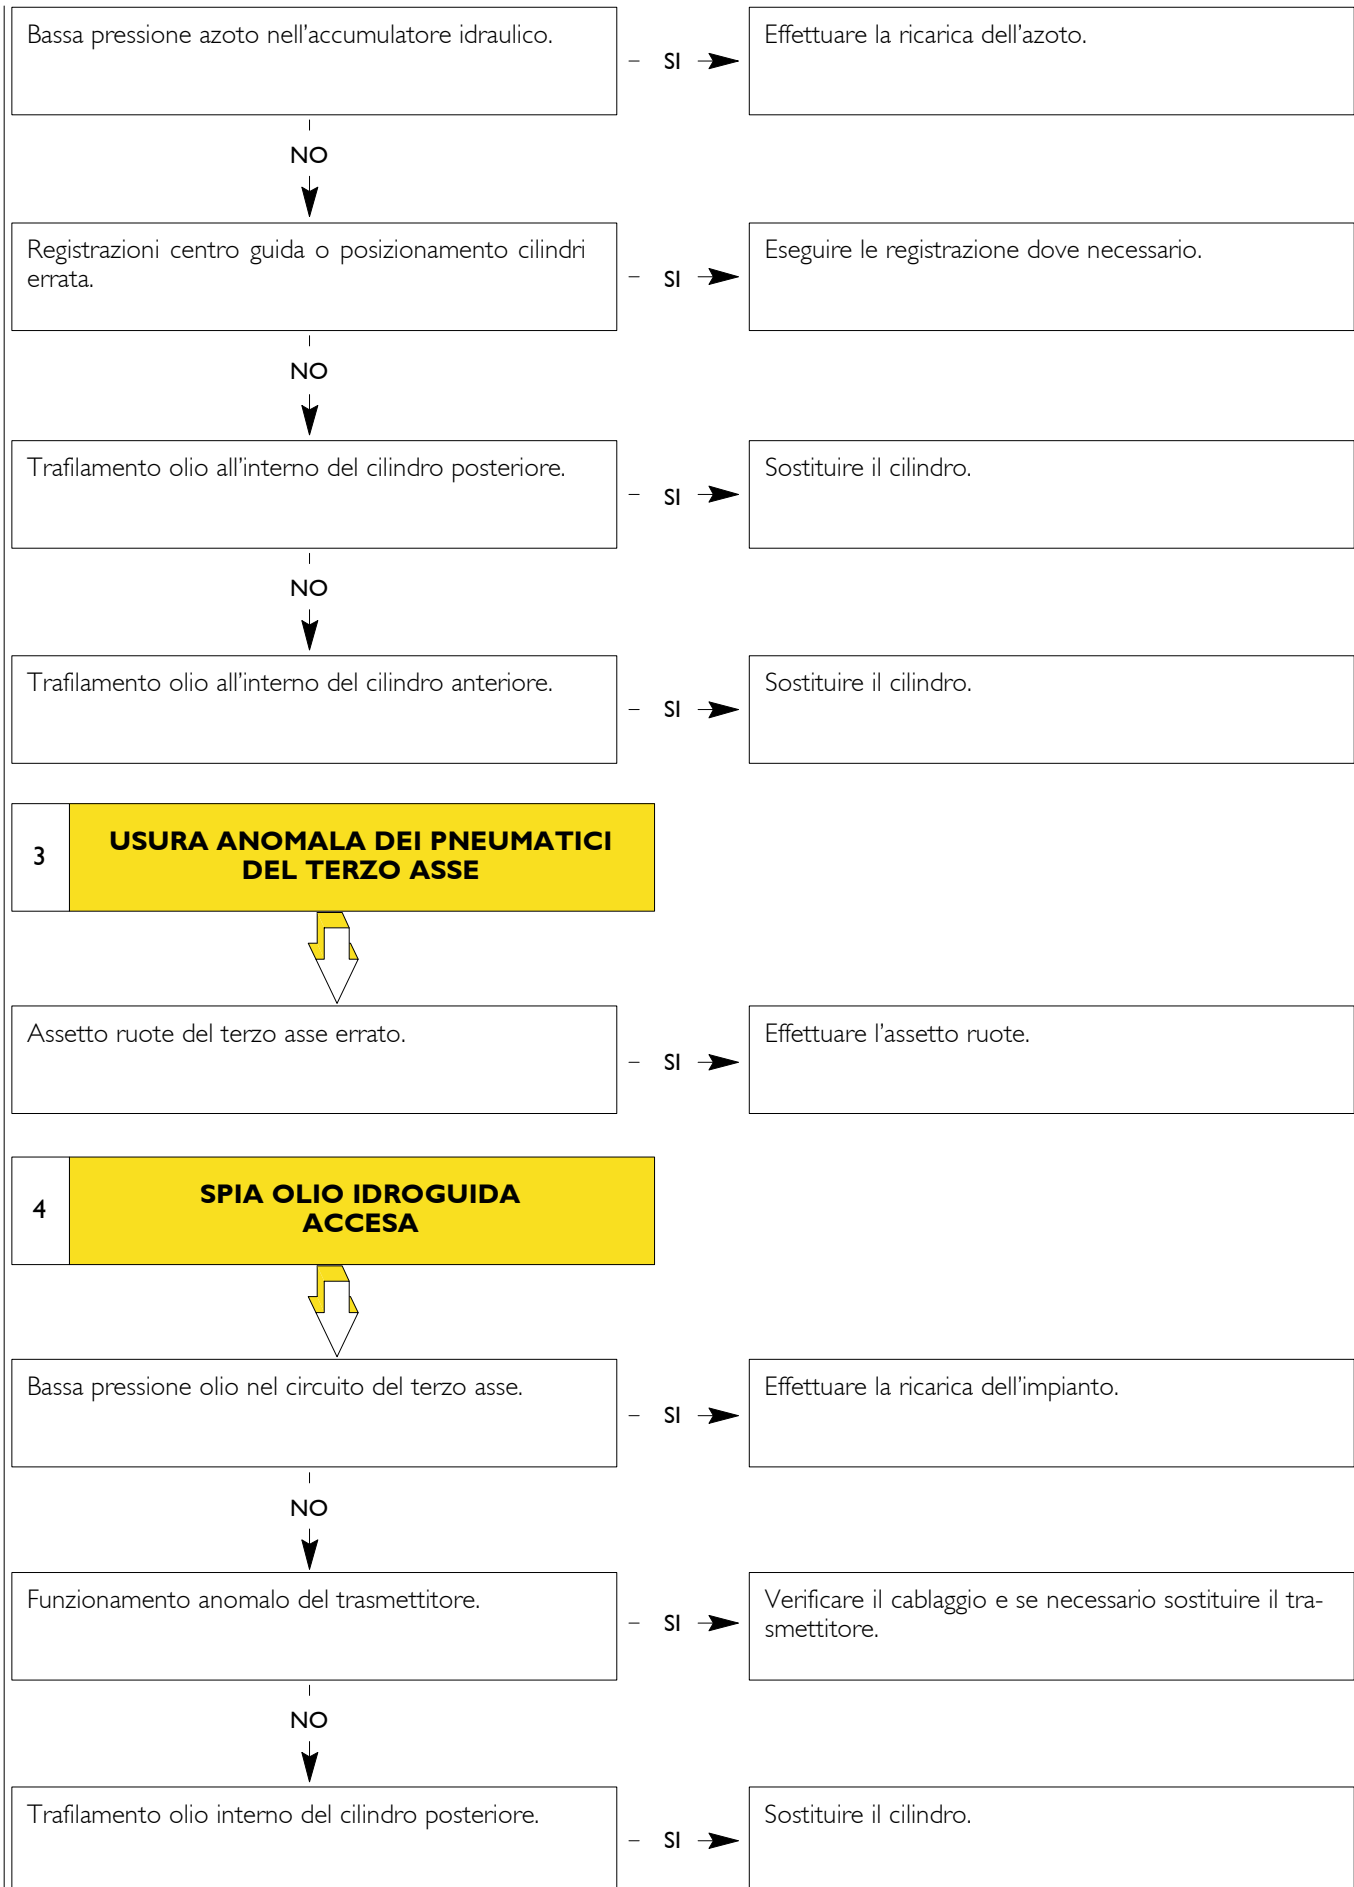 Bassa pressione azoto nell'accumulatore idraulico.
SI
Effettuare la ricarica dell'azoto.
NO
Registrazioni centro guida o posizionamento cilindri
errata.
SI
Eseguire le registrazione dove necessario.
NO
Trafilamento olio all'interno del cilindro posteriore.
SI
Sostituire il cilindro.
NO
Trafilamento olio all'interno del cilindro anteriore.
SI
Sostituire il cilindro.
3
USURA ANOMALA DEI PNEUMATICI
DEL TERZO ASSE
Assetto ruote del terzo asse errato.
SI
Effettuare l'assetto ruote.
4
SPIA OLIO IDROGUIDA
ACCESA
Bassa pressione olio nel circuito del terzo asse.
SI
Effettuare la ricarica dell'impianto.
NO
Funzionamento anomalo del trasmettitore.
SI
Verificare il cablaggio e se necessario sostituire il tra-
smettitore.
NO
Trafilamento olio interno del cilindro posteriore.
SI
Sostituire il cilindro.